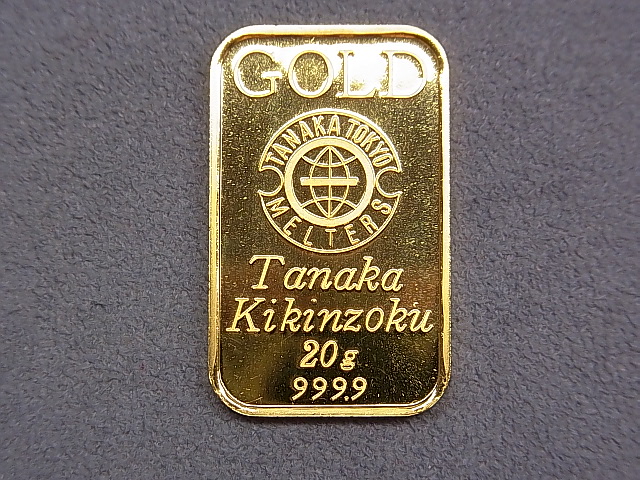 GOLD
TANAKA TOKYO
MELTERS
Tanaka
Kikinzoku
20g
999.9